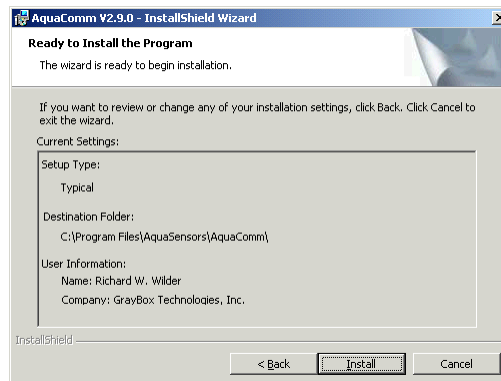 AquaComm V2.9.0 - InstallShield Wizard
Ready to Install the Program
The wizard is ready to begin installation.
If you want to review or change any of your installation settings, click Back. Click Cancel to
exit the wizard.
Current Settings:
Setup Type:
Typical
Destination Folder:
C:\Program Files\AquaSensors\AquaComm\
User Information:
Name: Richard W. Wilder
Company: GrayBox Technologies, Inc.
InstallShield
< Back
Install
Cancel